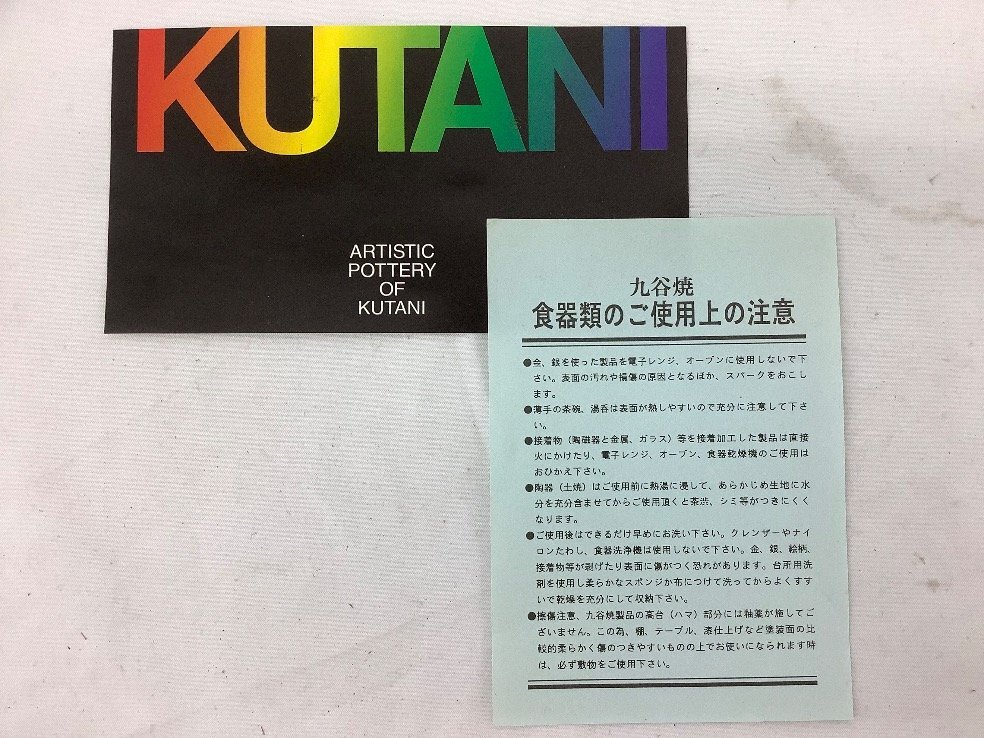 KUTANI
ARTISTIC
POTTERY
OF
KUTANI
九谷焼
食器類のご使用上の注意
●金、銀を使った製品を電子レンジ、オーブンに使用しないで下
さい。表面の汚れや損傷の原因となるほか、スパークをおこし
ます。
●薄手の茶碗、湯呑は表面が熱しやすいので充分に注意して下さ
い。
●接着物（陶磁器と金属、ガラス）等を接着加工した製品は直接
火にかけたり、電子レンジ、オーブン、食器乾燥機のご使用は
おひかえ下さい。
●陶器（土焼）はご使用前に熱湯に浸して、あらかじめ生地に水
分を充分含ませてからご使用頂くと茶渋、シミ等がつきにくく
なります。
●ご使用後はできるだけ早めにお洗い下さい。クレンザーやナイ
ロンたわし、食器洗浄機は使用しないで下さい。金、銀、絵柄、
接着物等が剥げたり表面に傷がつく恐れがあります。台所用洗
剤を使用し柔らかなスポンジか布につけて洗ってからよくすす
いで乾燥を充分にして収納下さい。
●擦傷注意、九谷焼製品の高台（ハマ）部分には釉薬が施してご
ざいません。この為、棚、テーブル、漆仕上げなど塗装面の比
較的柔らかく傷のつきやすいものの上でお使いになられます時
は、必ず敷物をご使用下さい。